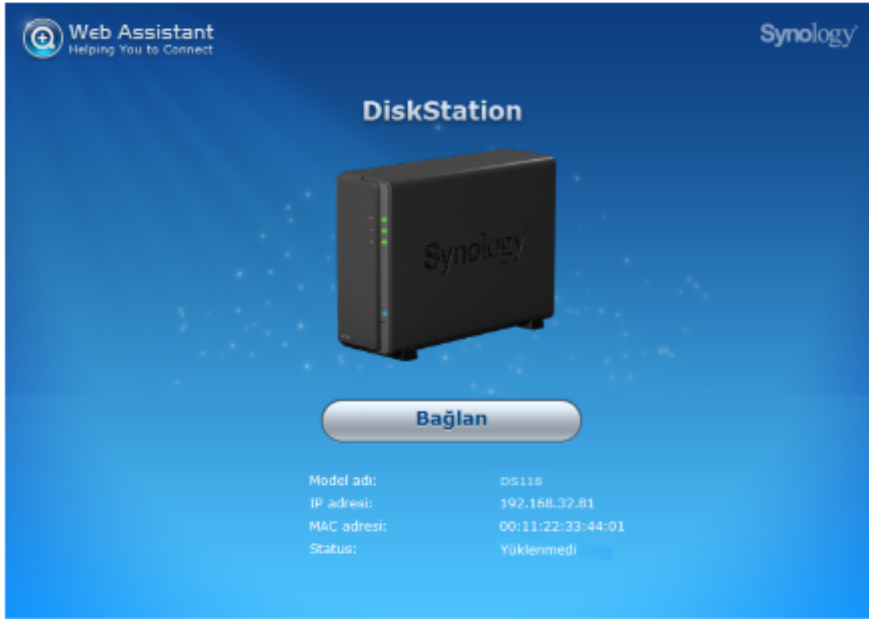 Web Assistant
Helping You to Connect
Synology
DiskStation
Synology
Bağlan
Model adı: DS118
IP adresi: 192.168.32.81
MAC adresi: 00:11:22:33:44:01
Status: Yüklenmedi